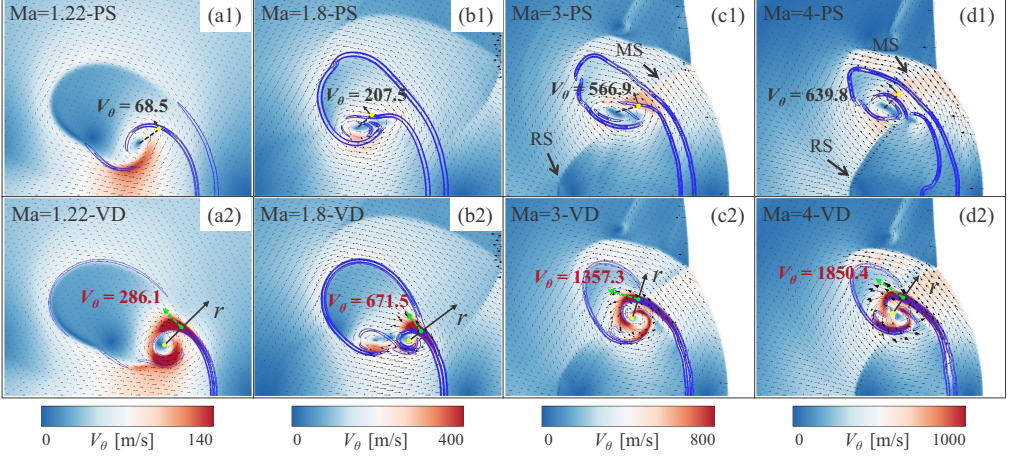 Ma=1.22-PS (a1)
Ma=1.8-PS (b1)
Ma=3-PS (c1)
Ma=4-PS (d1)
MS
MS
Vθ = 68.5
Vθ = 207.5
Vθ = 566.9
Vθ = 639.8
RS
RS
Ma=1.22-VD (a2)
Ma=1.8-VD (b2)
Ma=3-VD (c2)
Ma=4-VD (d2)
Vθ = 286.1 r
Vθ = 671.5 r
Vθ = 1357.3 r
Vθ = 1850.4 r
0 Vθ [m/s] 140
0 Vθ [m/s] 400
0 Vθ [m/s] 800
0 Vθ [m/s] 1000